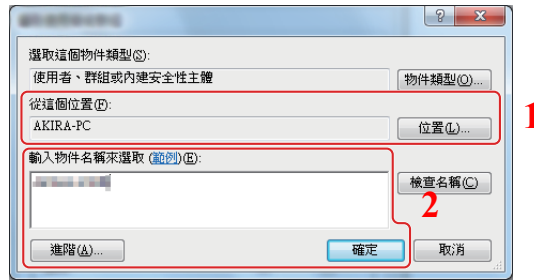 選取這個物件類型(S):
使用者、群組或內建安全性主體
物件類型(O)...
從這個位置(F):
AKIRA-PC
位置(L)...
1
輸入物件名稱來選取 (範例)(E):
檢查名稱(C)
2
進階(A)...
確定
取消